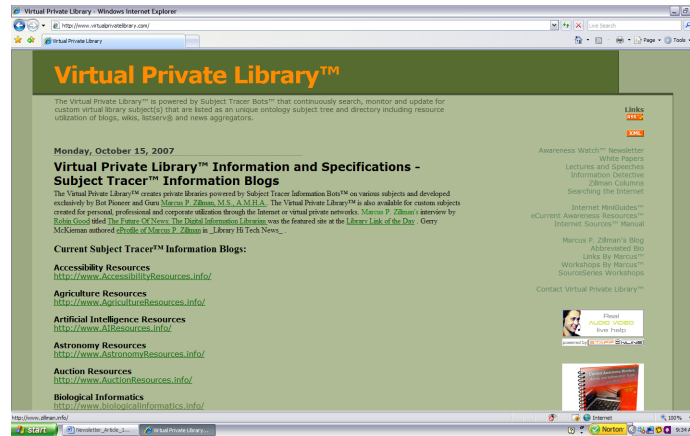 Virtual Private Library - Windows Internet Explorer
http://www.virtualprivatelibrary.com/
Live Search
Virtual Private Library
Page
Tools
Virtual Private Library™
The Virtual Private Library™ is powered by Subject Tracer Bots™ that continuously search, monitor and update for
custom virtual library subject(s) that are listed as an unique ontology subject tree and directory including resource
utilization of blogs, wikis, listserv® and news aggregators.
Links
RSS
XML
Monday, October 15, 2007
Virtual Private Library™ Information and Specifications -
Subject Tracer™ Information Blogs
The Virtual Private Library™ creates private libraries powered by Subject Tracer Information Bots™ on various subjects and developed
exclusively by Bot Pioneer and Guru Marcus P. Zillman, M.S., A.M.H.A.. The Virtual Private Library™ is also available for custom subjects
created for personal, professional and corporate utilization through the Internet or virtual private networks. Marcus P. Zillman's interview by
Robin Good titled The Future Of News: The Digital Information Librarian was the featured site at the Library Link of the Day . Gerry
McKiernan authored eProfile of Marcus P. Zillman in _Library Hi Tech News_ .
Current Subject Tracer™ Information Blogs:
Accessibility Resources
http://www.AccessibilityResources.info/
Agriculture Resources
http://www.AgricultureResources.info/
Artificial Intelligence Resources
http://www.AIResources.info/
Astronomy Resources
http://www.AstronomyResources.info/
Auction Resources
http://www.AuctionResources.info/
Biological Informatics
http://www.biologicalinformatics.info/
Awareness Watch™ Newsletter
White Papers
Lectures and Speeches
Information Detective
Zillman Column
Searching the Internet
Internet MiniGuides™
eCurrent Awareness Resources™
Internet Sources™ Manual
Marcus P. Zillman's Blog
Abbreviated Bio
Links By Marcus™
Workshops By Marcus™
SourceSeries Workshops
Contact Virtual Private Library™
Real
AUDIO VIDEO
live help
powered by
http://www.zillman.info/
Internet
100%
start
Newsletter_Article_1...
Virtual Private Library...
Norton
9:34